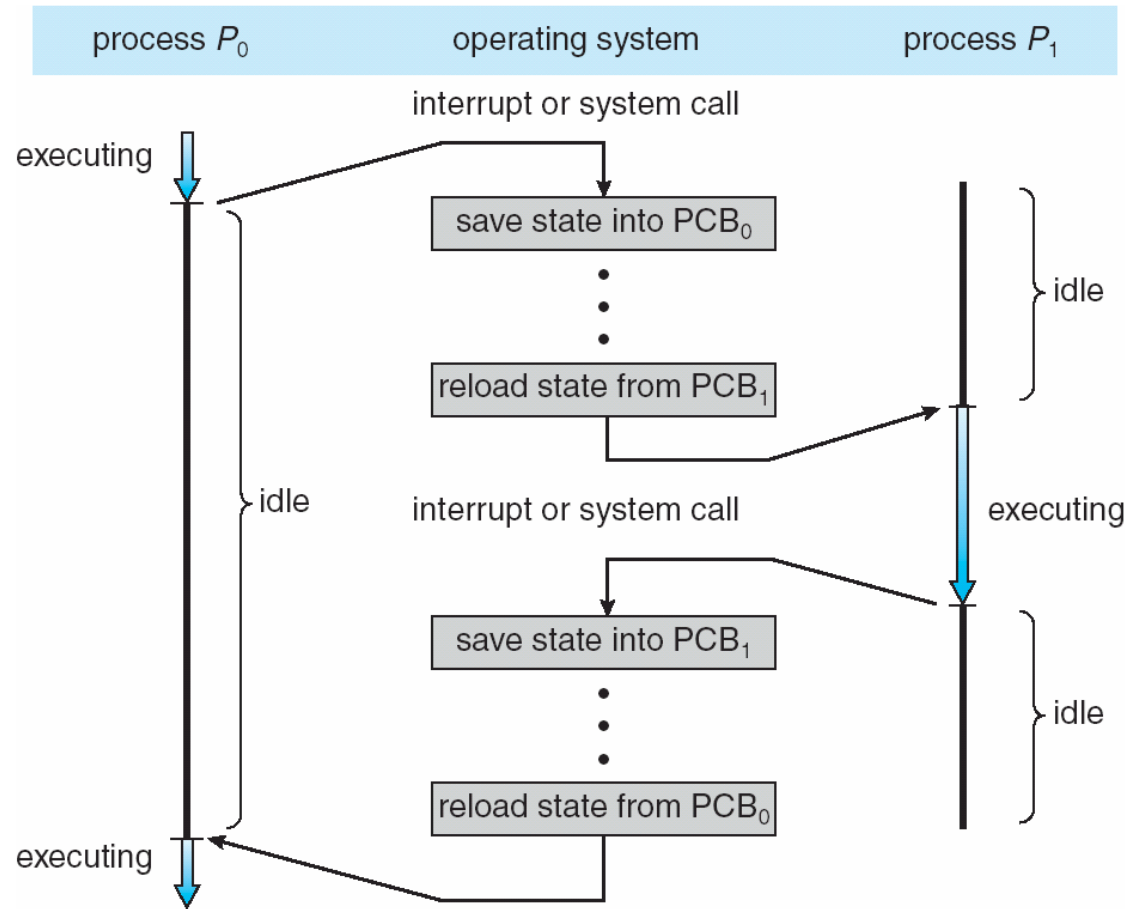 process P₀ operating system process P₁
interrupt or system call
executing
save state into PCB₀
idle
reload state from PCB₁
idle
interrupt or system call
executing
save state into PCB₁
idle
reload state from PCB₀
executing